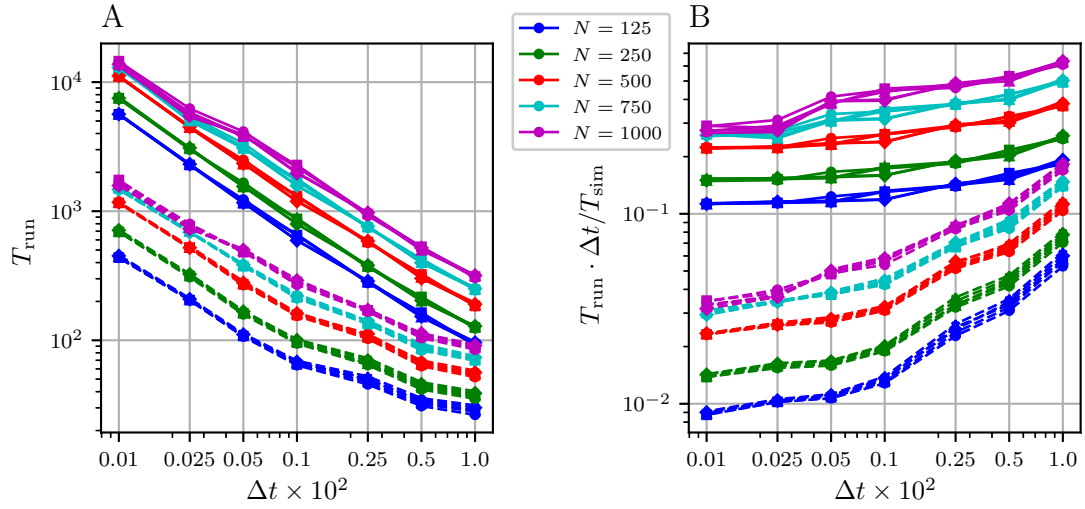 A
B
N = 125
N = 250
N = 500
N = 750
N = 1000
T_run
10^4
10^3
10^2
0.01 0.025 0.05 0.1 0.25 0.5 1.0
Δt × 10^2
T_run · Δt/T_sim
10^−1
10^−2
0.01 0.025 0.05 0.1 0.25 0.5 1.0
Δt × 10^2